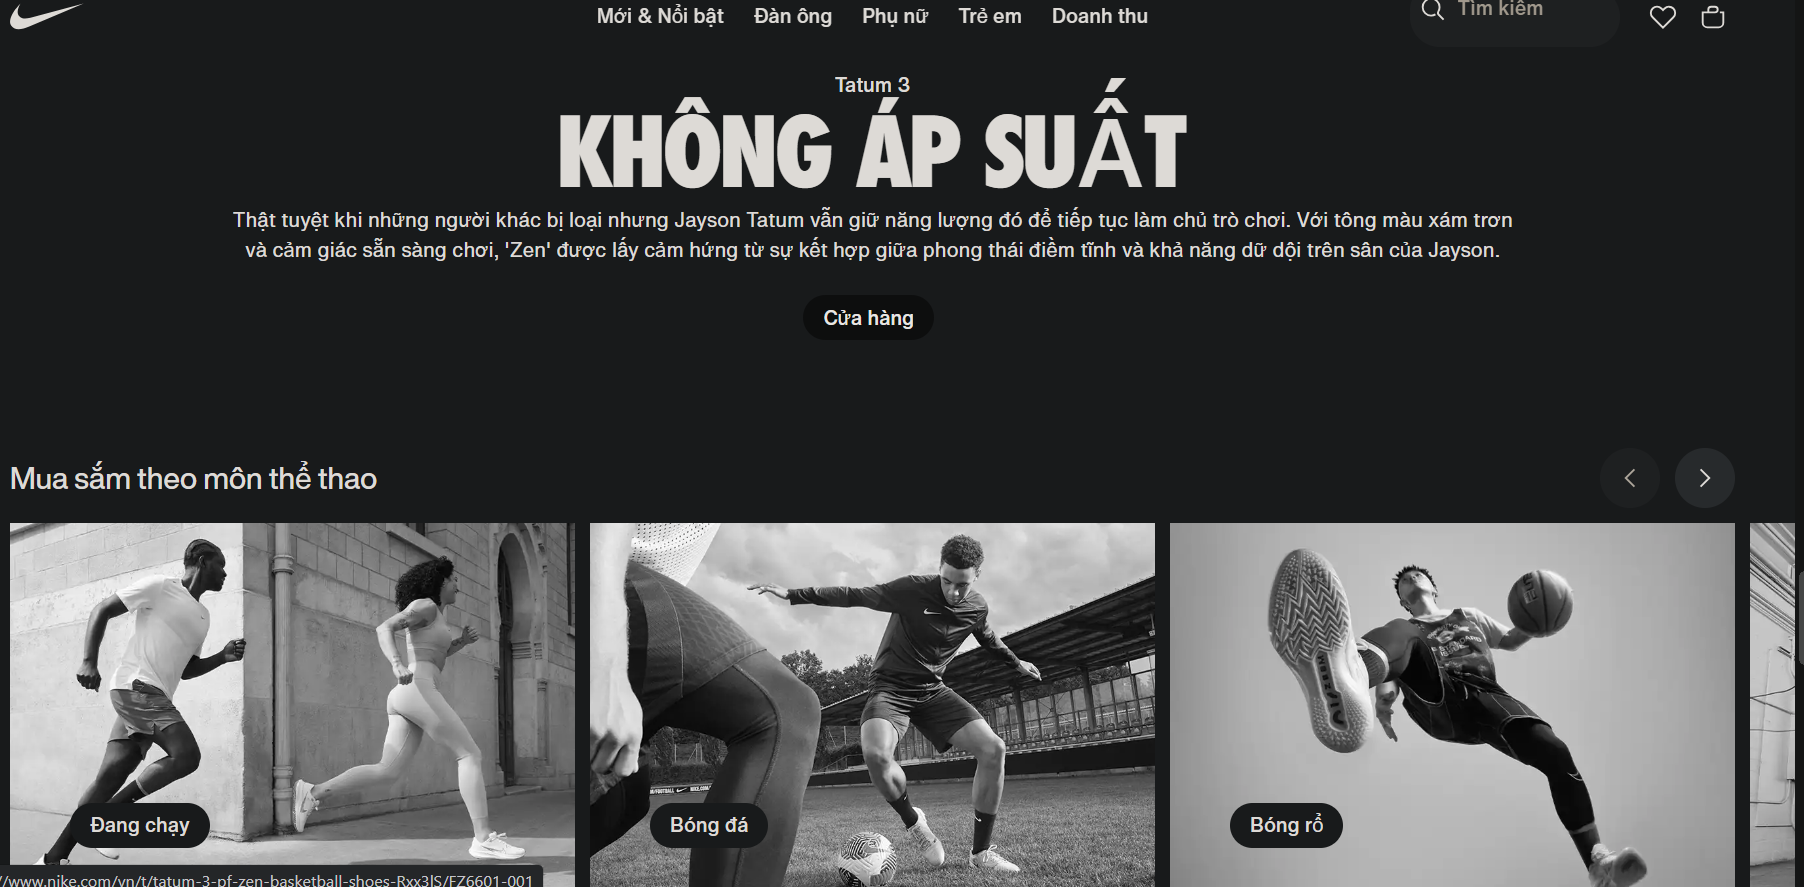 Mới & Nổi bật Đàn ông Phụ nữ Trẻ em Doanh thu
Tìm kiếm
Tatum 3
KHÔNG ÁP SUẤT
Thật tuyệt khi những người khác bị loại nhưng Jayson Tatum vẫn giữ năng lượng đó để tiếp tục làm chủ trò chơi. Với tông màu xám trơn
và cảm giác sẵn sàng chơi, 'Zen' được lấy cảm hứng từ sự kết hợp giữa phong thái điềm tĩnh và khả năng dữ dội trên sân của Jayson.
Cửa hàng
Mua sắm theo môn thể thao
Đang chạy
Bóng đá
Bóng rổ
//www.nike.com/vn/t/tatum-3-pf-zen-basketball-shoes-Rxx3lS/FZ6601-001